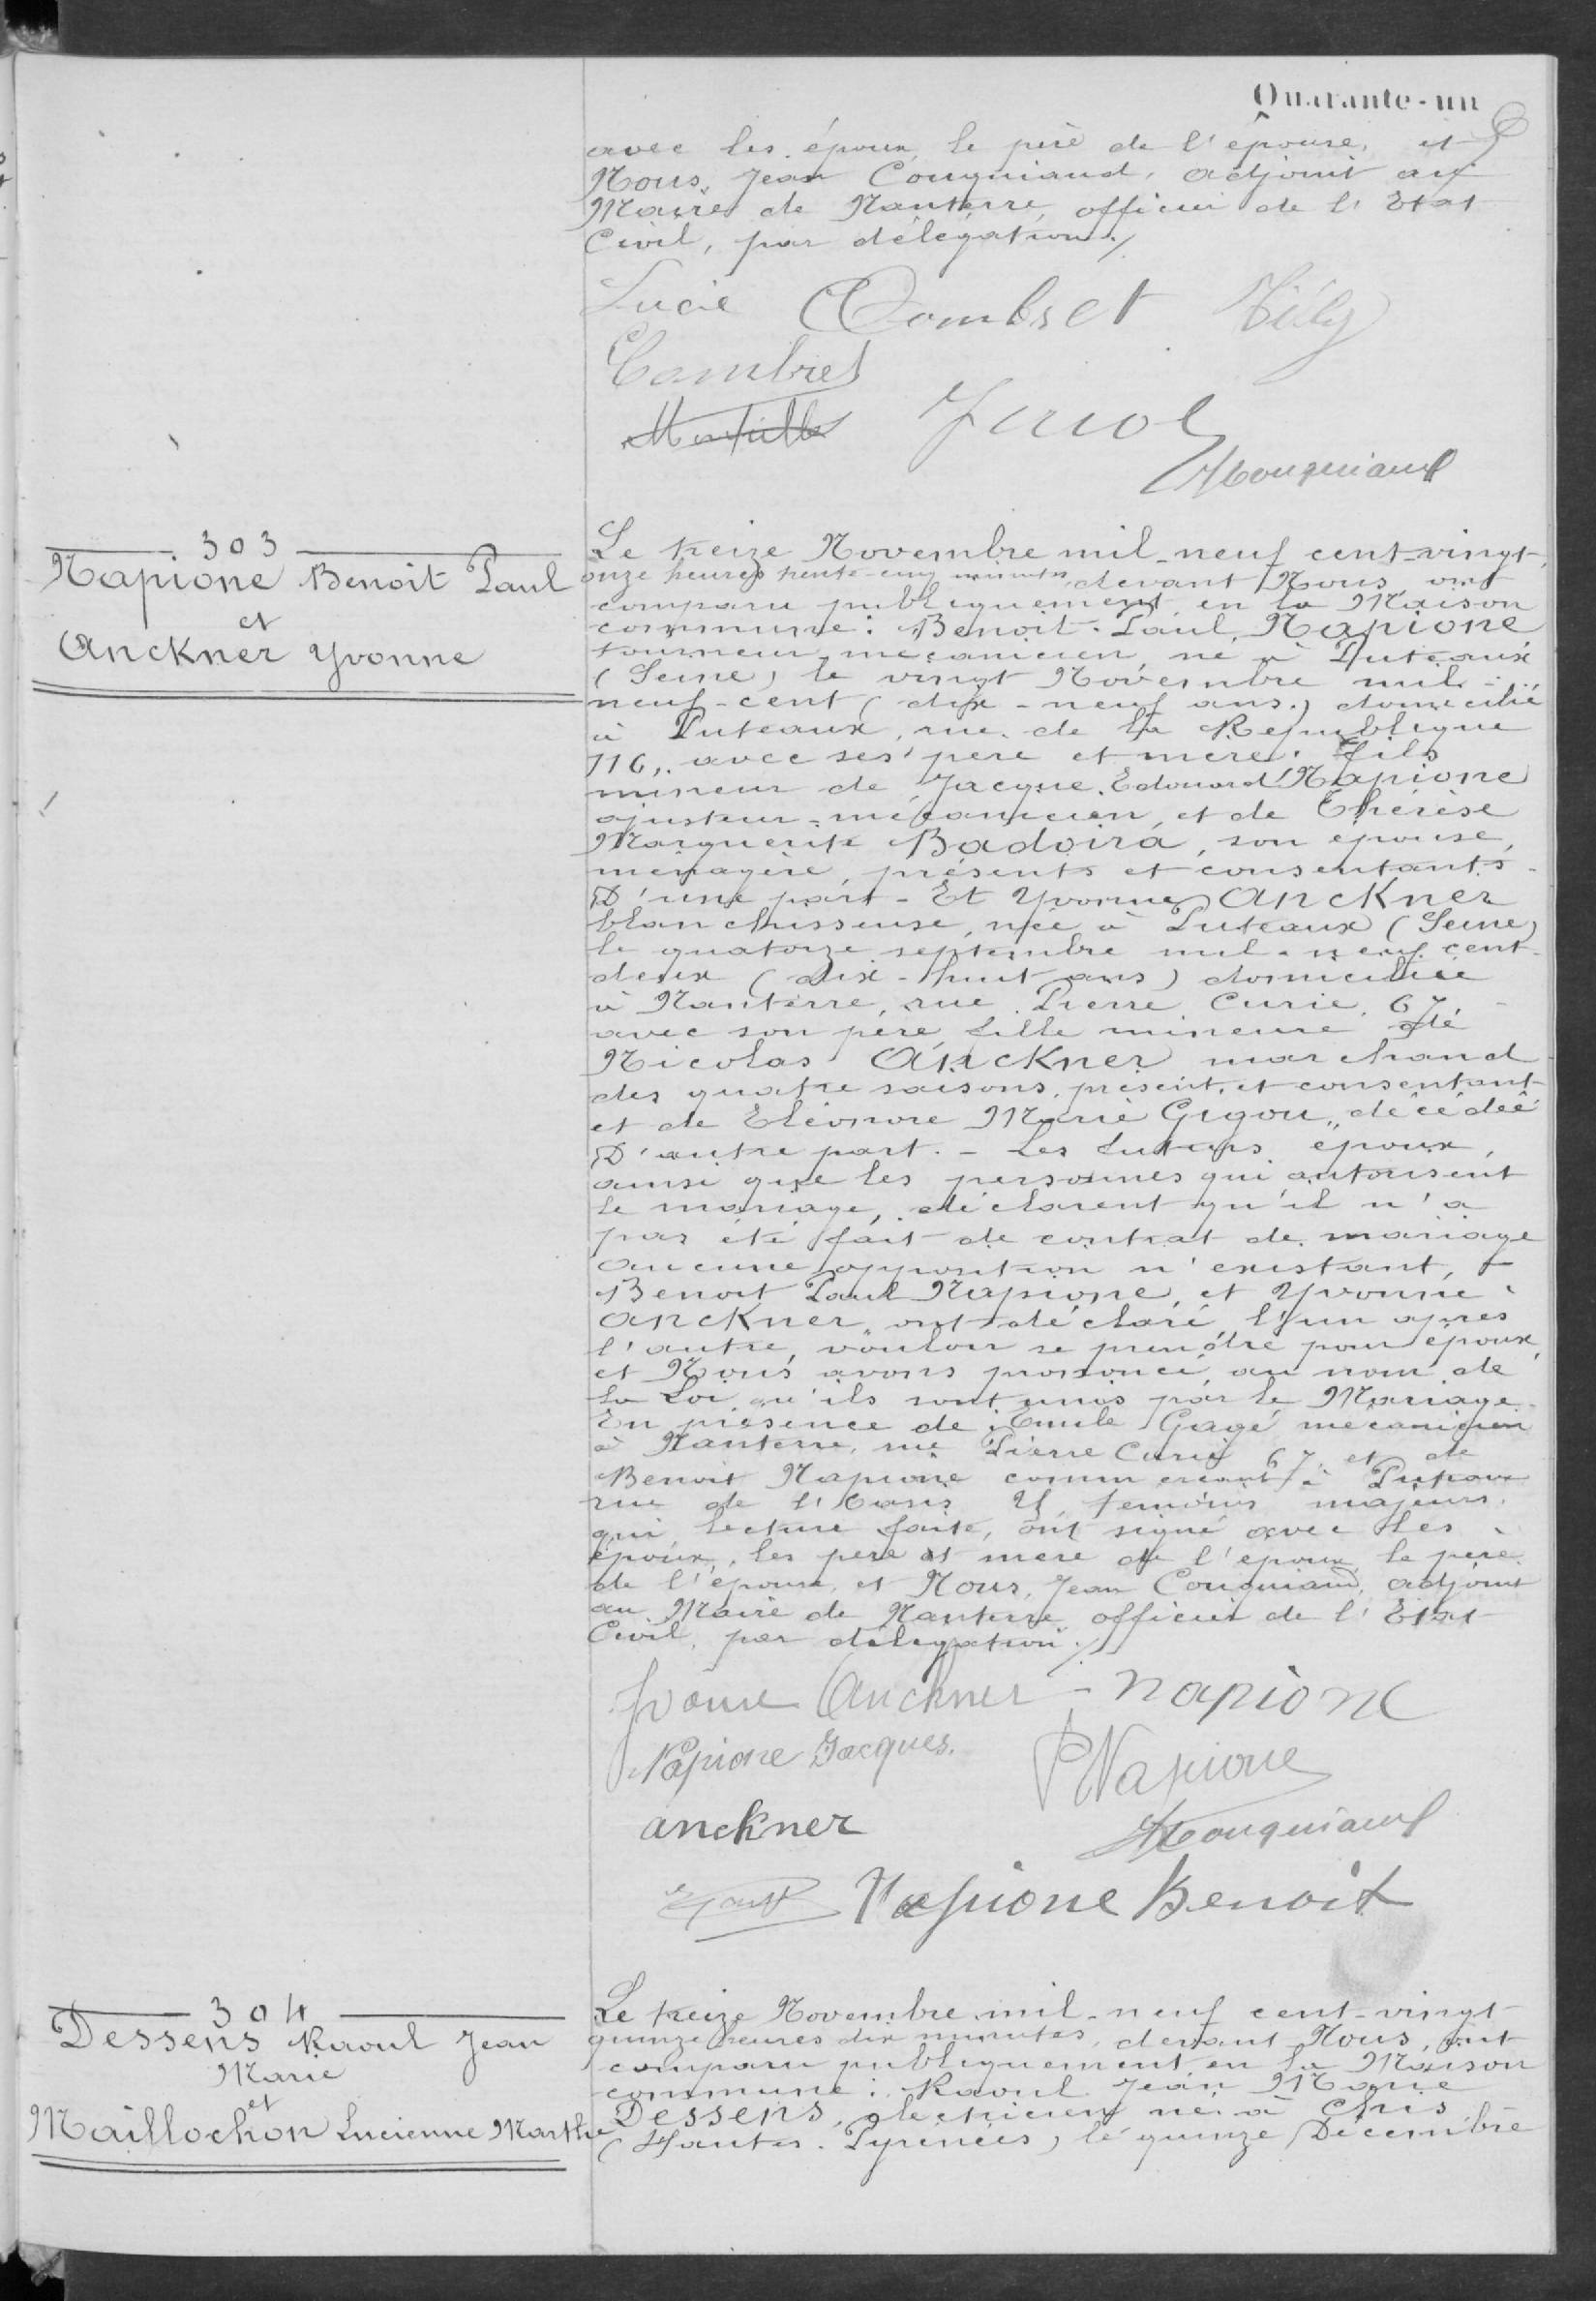 Quarante-un
avec les époux, le père de l'épouse, et
Nous, Jean Couquiaud, adjoint au
Maire de Nanterre, officier de l'Etat
Civil, par délégation./.
Lucie Combret
Combret
Couquiaud
303
Napione Benoit Paul
et
Anckner Yvonne
Le treize Novembre mil-neuf cent-vingt,
onze heures trente-cinq minutes, devant Nous, ont
comparu publiquement en la Maison
commune: Benoit-Paul, Napione
tourneur-mécanicien, né à Puteaux
(Seine) le vingt Novembre mil-
neuf-cent (dix-neuf ans.) domicilié
à Puteaux, rue de la République
116, avec ses père et mère. fils
mineur de Jacque Edouard Napione
ajusteur-mécanicien, et de Thérèse
Marguerite Badoira, son épouse,
ménagère, présents et consentants.
D'une part - Et Yvonne Anckner
blanchisseuse, née à Puteaux (Seine)
le quatorze septembre mil-neuf cent-
deux (dix-huit ans) domiciliée
à Nanterre, rue Pierre Curie, 67,
avec son père, fille mineure de
Nicolas Anckner marchand
des quatre saisons, présent et consentant
et de Eléonore Marie Gigou, décédée
D'autre part. - Les futurs époux,
ainsi que les personnes qui autorisent
le mariage, déclarent qu'il n'a
pas été fait de contrat de mariage
Aucune opposition n'existant,
Benoit Paul Napione, et Yvonne
Anckner, ont déclaré l'un après
l'autre, vouloir se prendre pour époux,
et Nous avons prononcé, au nom de
la Loi, qu'ils sont unis par le Mariage.
En présence de Emile Gagé mécanicien
à Nanterre, rue Pierre Curie 67, et de
Benoit Napione commerçant à Puteaux
rue de l'Oasis témoins majeurs,
qui, lecture faite, ont signé avec les
époux, les père et mère de l'époux le père
de l'épouse, et Nous, Jean Couquiaud, adjoint
au Maire de Nanterre officier de l'Etat
Civil, par délégation./.
Yvonne Anckner - Napione
Napione Jacques. P Napione
Anckner Couquiaud
Napione Benoit
304
Dessens Raoul Jean
Marie
et
Maillochon Lucienne Marthe
Le treize Novembre mil-neuf cent-vingt
quinze heures dix minutes, devant Nous, ont
comparu publiquement en la Maison
commune: Raoul Jean Marie
Dessens, électricien né à Chis
(Hautes-Pyrénées) le quinze Décembre